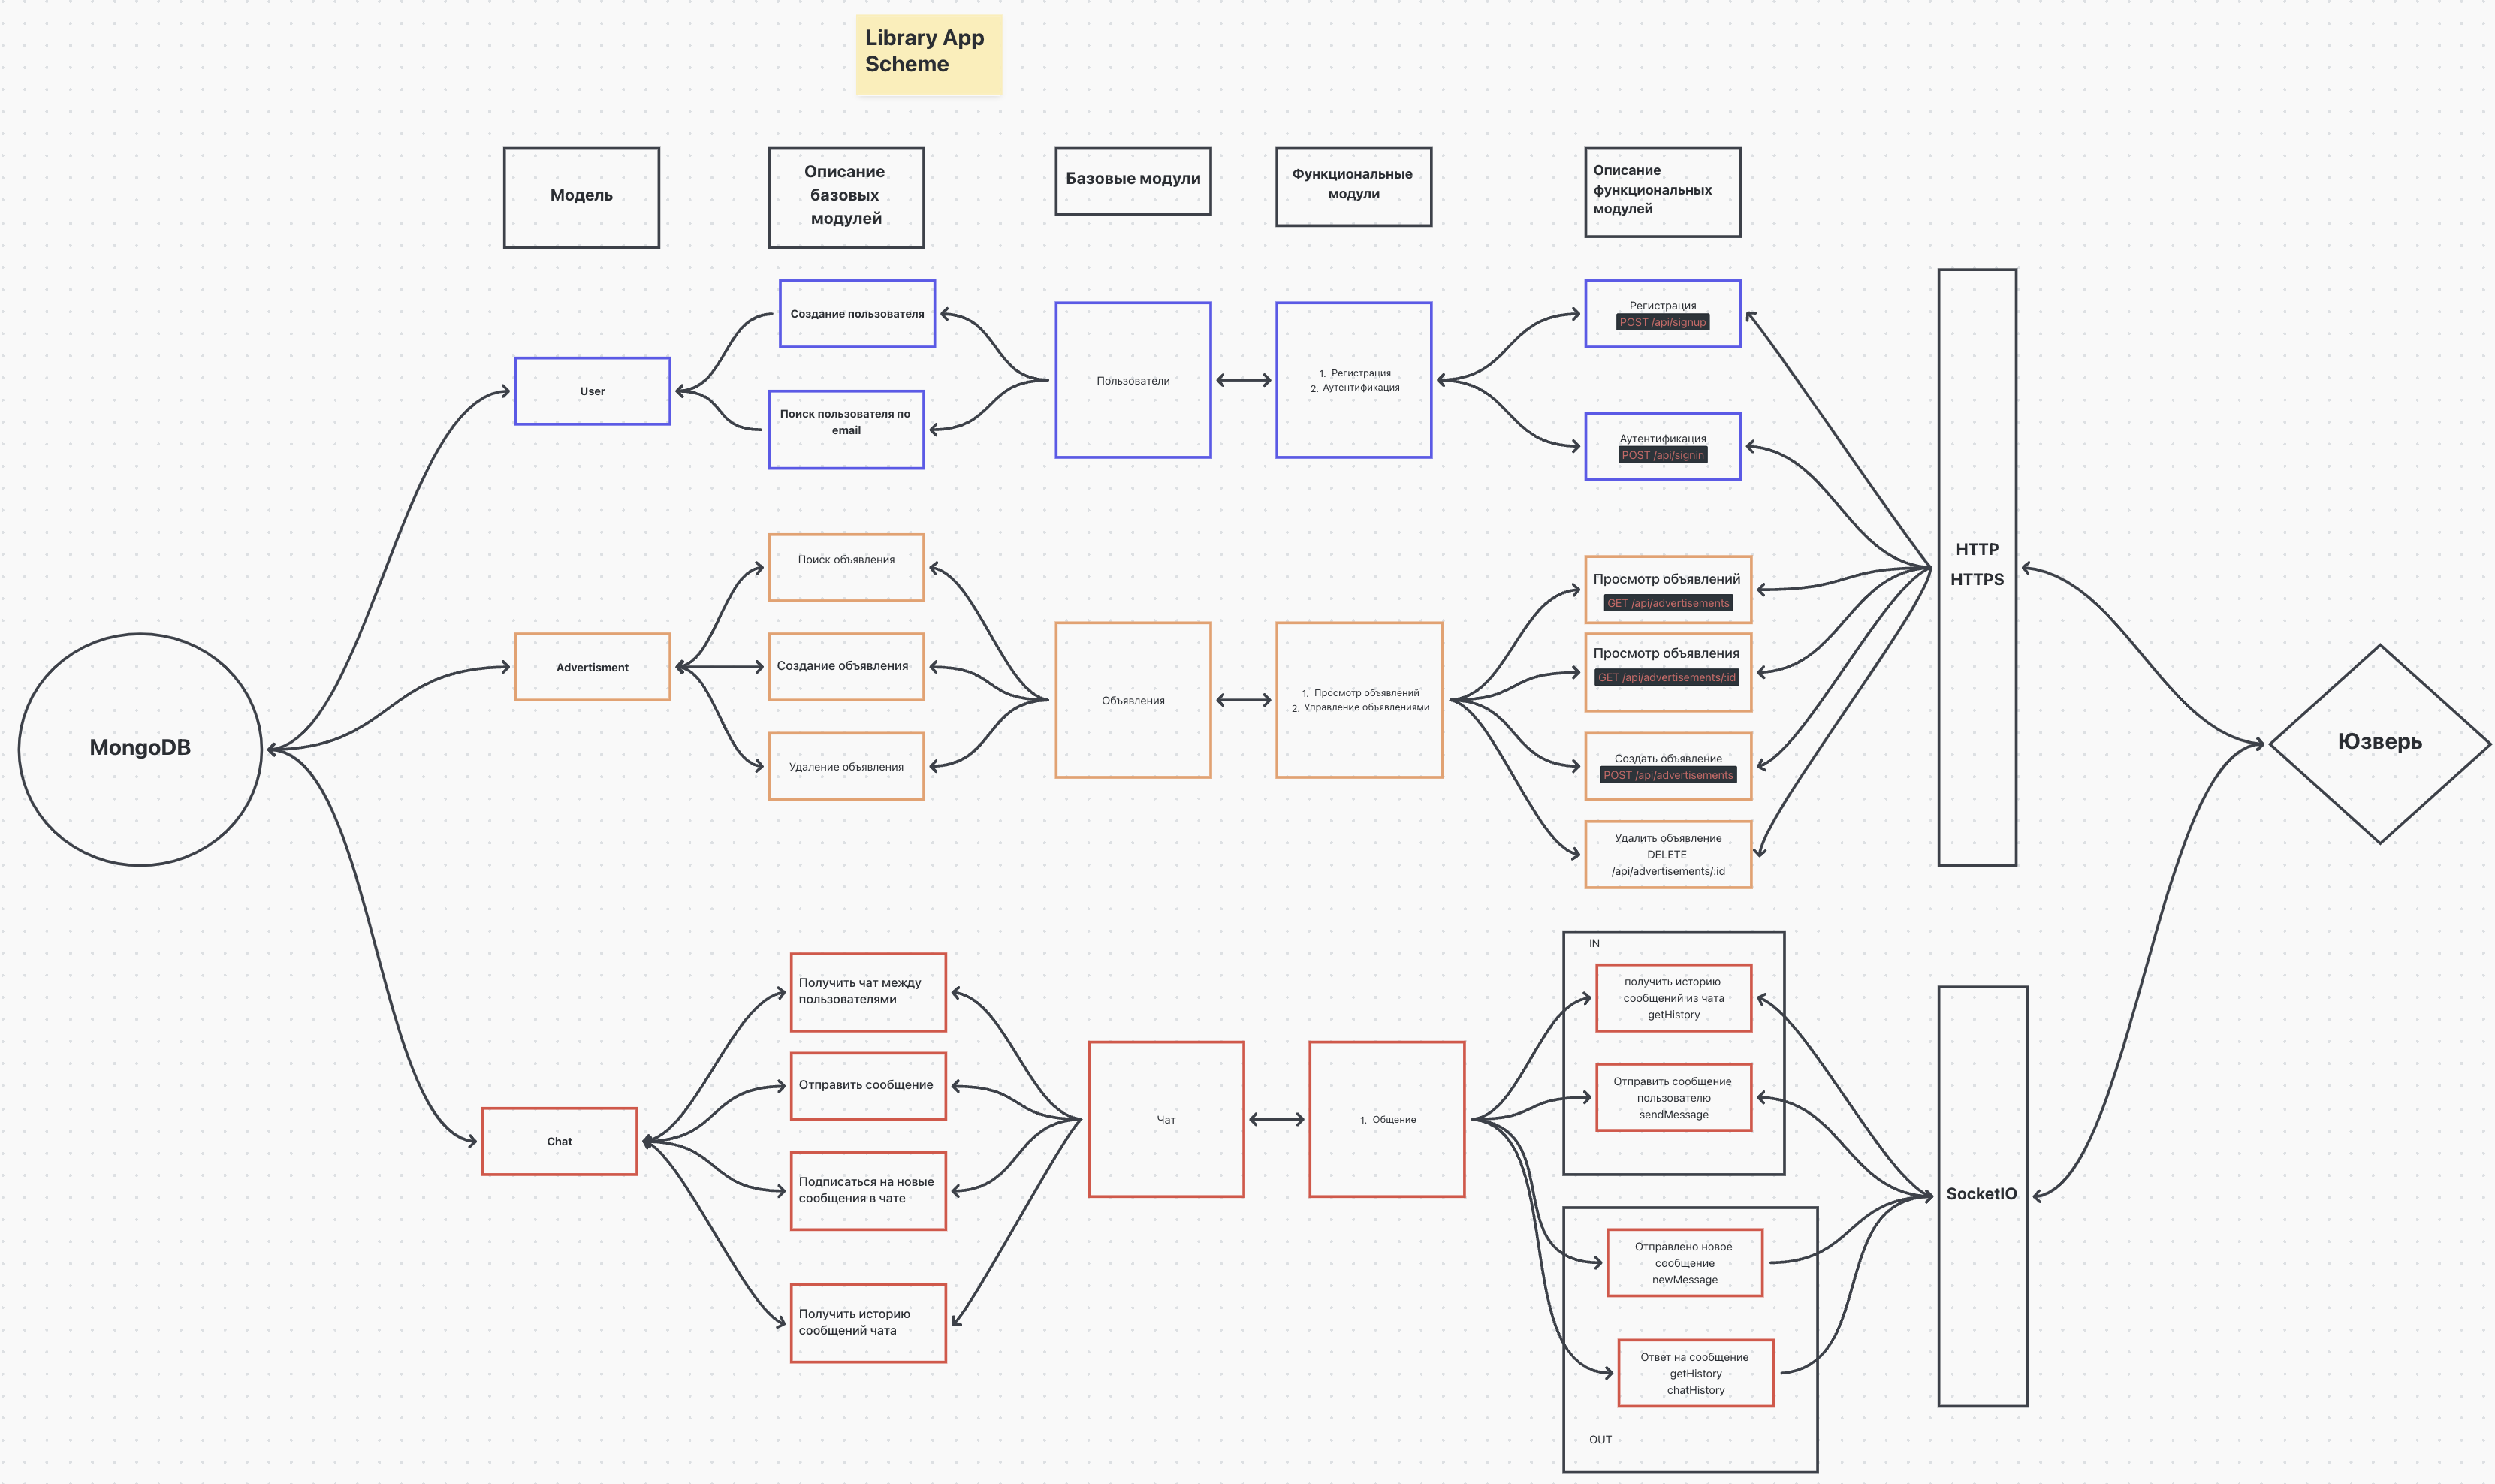 Library App
Scheme
Модель
Описание
базовых
модулей
Базовые модули
Функциональные
модули
Описание
функциональных
модулей
Создание пользователя
User
Поиск пользователя по
email
Пользователи
1. Регистрация
2. Аутентификация
Регистрация
POST /api/signup
Аутентификация
POST /api/signin
HTTP
HTTPS
Поиск объявления
Advertisment
Создание объявления
Удаление объявления
Объявления
1. Просмотр объявлений
2. Управление объявлениями
Просмотр объявлений
GET /api/advertisements
Просмотр объявления
GET /api/advertisements/:id
Создать объявление
POST /api/advertisements
Удалить объявление
DELETE
/api/advertisements/:id
MongoDB
Юзверь
Получить чат между
пользователями
Отправить сообщение
Chat
Подписаться на новые
сообщения в чате
Получить историю
сообщений чата
Чат
1. Общение
IN
получить историю
сообщений из чата
getHistory
Отправить сообщение
пользователю
sendMessage
Отправлено новое
сообщение
newMessage
Ответ на сообщение
getHistory
chatHistory
OUT
SocketIO